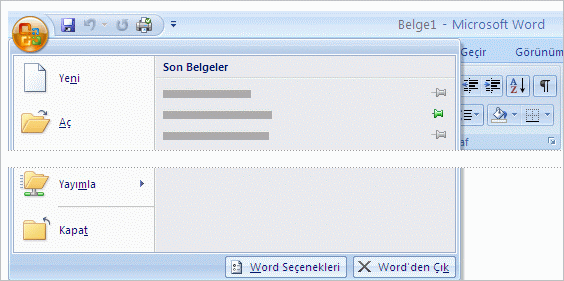 Belge1 - Microsoft Word
Geçir Görünüm
Son Belgeler
Yeni
Aç
A
Z
¶
af
Yayımla
Kapat
Word Seçenekleri
Word'den Çık